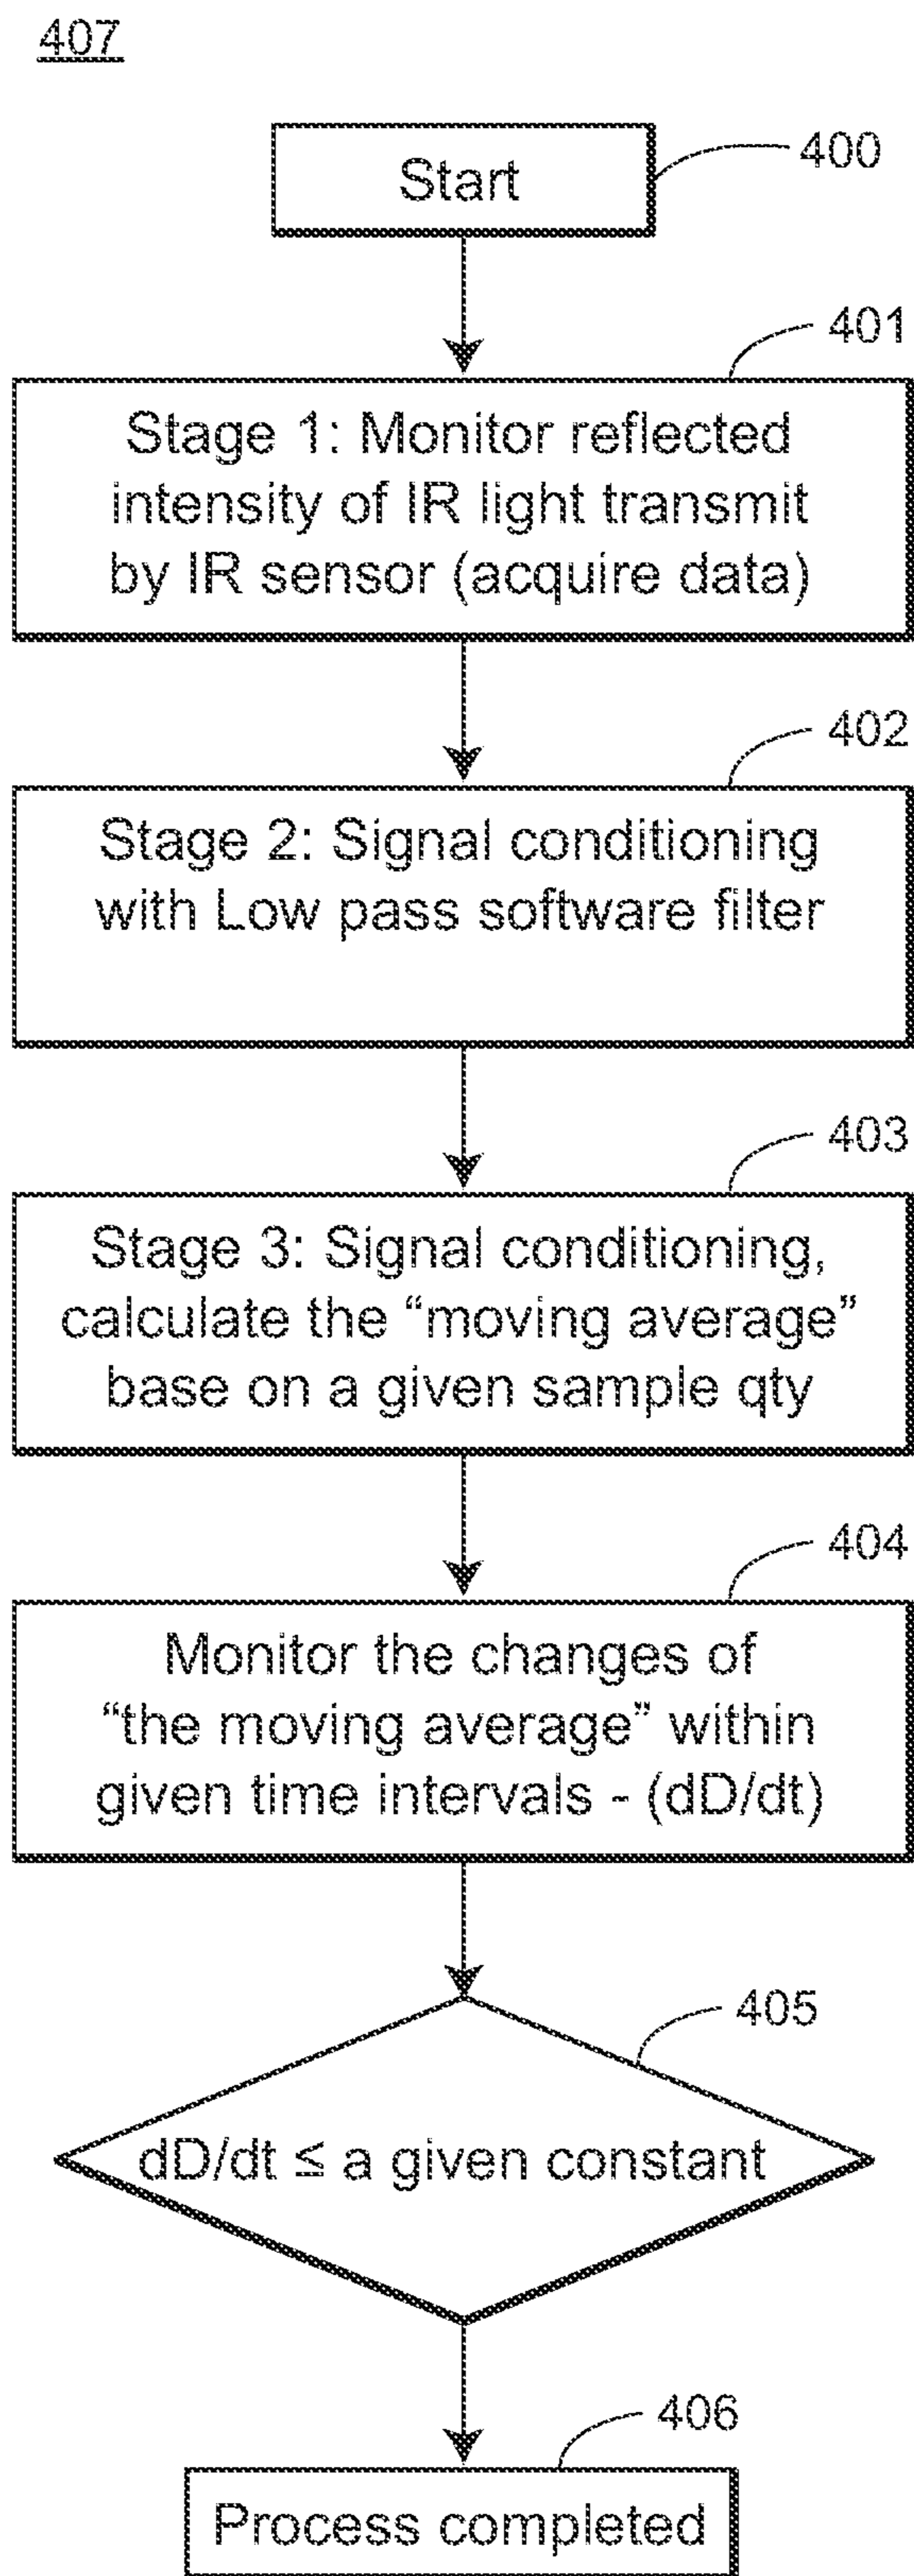 407
Start
400
401
Stage 1: Monitor reflected
intensity of IR light transmit
by IR sensor (acquire data)
402
Stage 2: Signal conditioning
with Low pass software filter
403
Stage 3: Signal conditioning,
calculate the “moving average”
base on a given sample qty
404
Monitor the changes of
“the moving average” within
given time intervals - (dD/dt)
405
dD/dt ≤ a given constant
406
Process completed